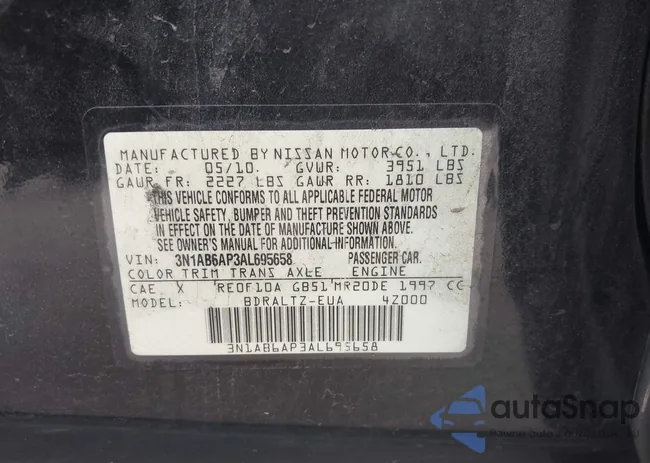 MANUFACTURED BY NISSAN MOTOR CO., LTD.
DATE: 05/10. GVWR: 3951 LBS
GAWR FR: 2227 LBS GAWR RR: 1810 LBS
THIS VEHICLE CONFORMS TO ALL APPLICABLE FEDERAL MOTOR
VEHICLE SAFETY, BUMPER AND THEFT PREVENTION STANDARDS
IN EFFECT ON THE DATE OF MANUFACTURE SHOWN ABOVE.
SEE OWNER'S MANUAL FOR ADDITIONAL INFORMATION.
VIN: 3N1AB6AP3AL695658 PASSENGER CAR.
COLOR TRIM TRANS AXLE ENGINE
CAE X RE0F10A GB51 MR20DE 1997 CC
MODEL: BDRALTZ-EUA 4Z000
3N1AB6AP3AL695658
autoSnap